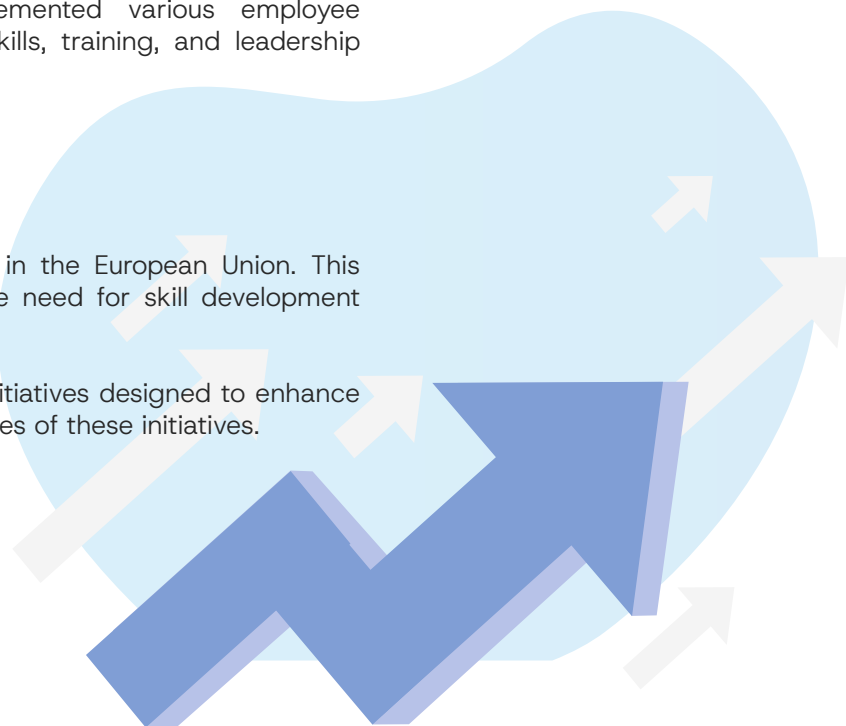 emented various employee
kills, training, and leadership
in the European Union. This
e need for skill development
itiatives designed to enhance
es of these initiatives.